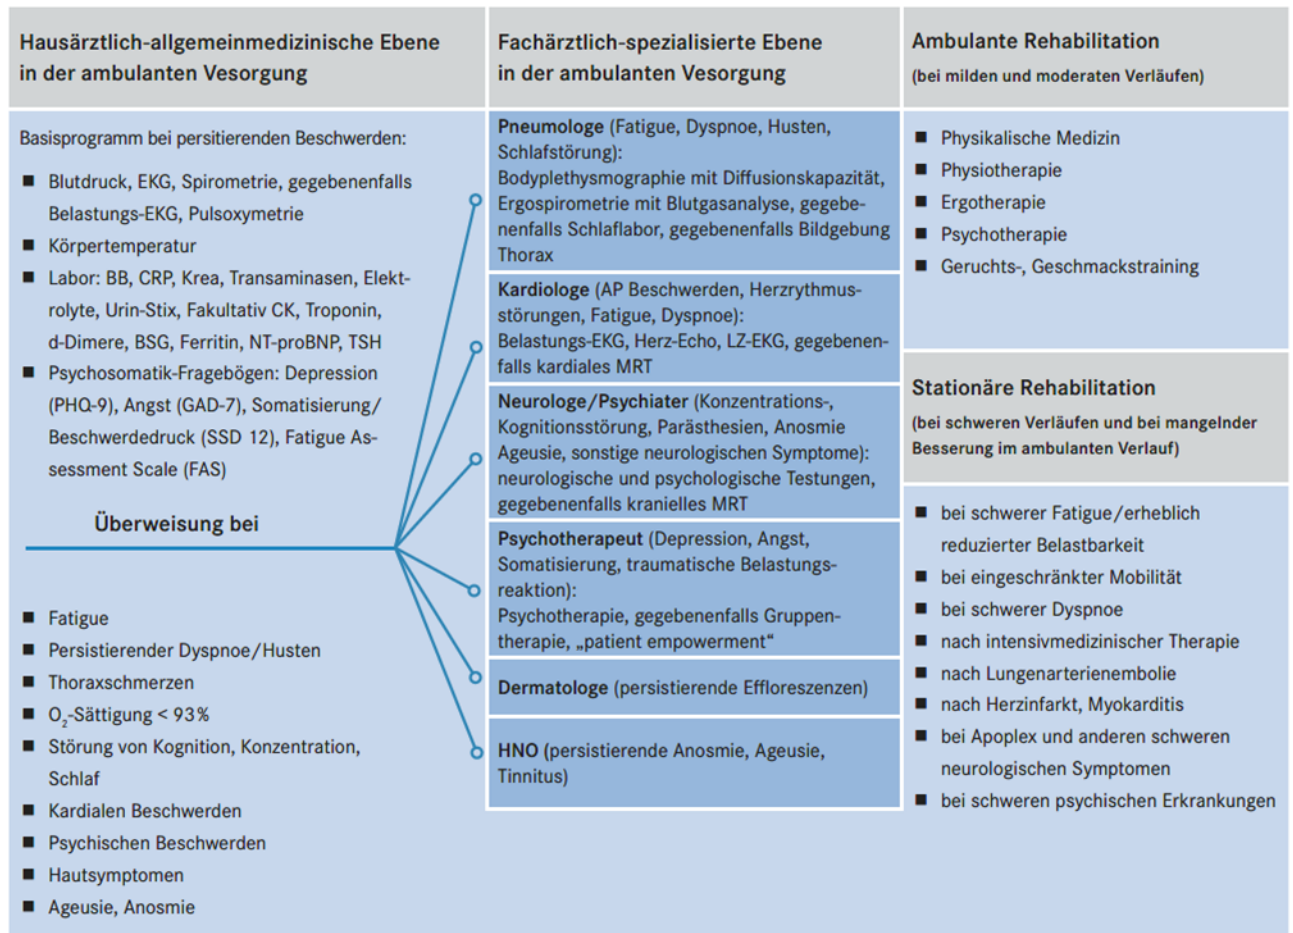 Hausärztlich-allgemeinmedizinische Ebene
in der ambulanten Vesorgung
Basisprogramm bei persitierenden Beschwerden:
■ Blutdruck, EKG, Spirometrie, gegebenenfalls
Belastungs-EKG, Pulsoxymetrie
■ Körpertemperatur
■ Labor: BB, CRP, Krea, Transaminasen, Elekt-
rolyte, Urin-Stix, Fakultativ CK, Troponin,
d-Dimere, BSG, Ferritin, NT-proBNP, TSH
■ Psychosomatik-Fragebögen: Depression
(PHQ-9), Angst (GAD-7), Somatisierung/
Beschwerdedruck (SSD 12), Fatigue As-
sessment Scale (FAS)
Überweisung bei
■ Fatigue
■ Persistierender Dyspnoe/Husten
■ Thoraxschmerzen
■ O₂-Sättigung < 93%
■ Störung von Kognition, Konzentration,
Schlaf
■ Kardialen Beschwerden
■ Psychischen Beschwerden
■ Hautsymptomen
■ Ageusie, Anosmie
Fachärztlich-spezialisierte Ebene
in der ambulanten Vesorgung
Pneumologe (Fatigue, Dyspnoe, Husten,
Schlafstörung):
Bodyplethysmographie mit Diffusionskapazität,
Ergospirometrie mit Blutgasanalyse, gegebe-
nenfalls Schlaflabor, gegebenenfalls Bildgebung
Thorax
Kardiologe (AP Beschwerden, Herzrythmus-
störungen, Fatigue, Dyspnoe):
Belastungs-EKG, Herz-Echo, LZ-EKG, gegebenen-
falls kardiales MRT
Neurologe/Psychiater (Konzentrations-,
Kognitionsstörung, Parästhesien, Anosmie
Ageusie, sonstige neurologischen Symptome):
neurologische und psychologische Testungen,
gegebenenfalls kranielles MRT
Psychotherapeut (Depression, Angst,
Somatisierung, traumatische Belastungs-
reaktion):
Psychotherapie, gegebenenfalls Gruppen-
therapie, „patient empowerment“
Dermatologe (persistierende Effloreszenzen)
HNO (persistierende Anosmie, Ageusie,
Tinnitus)
Ambulante Rehabilitation
(bei milden und moderaten Verläufen)
■ Physikalische Medizin
■ Physiotherapie
■ Ergotherapie
■ Psychotherapie
■ Geruchts-, Geschmackstraining
Stationäre Rehabilitation
(bei schweren Verläufen und bei mangelnder
Besserung im ambulanten Verlauf)
■ bei schwerer Fatigue/erheblich
reduzierter Belastbarkeit
■ bei eingeschränkter Mobilität
■ bei schwerer Dyspnoe
■ nach intensivmedizinischer Therapie
■ nach Lungenarterienembolie
■ nach Herzinfarkt, Myokarditis
■ bei Apoplex und anderen schweren
neurologischen Symptomen
■ bei schweren psychischen Erkrankungen